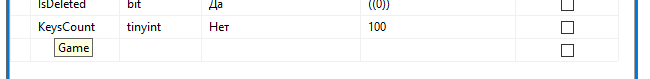 IsDeleted bit Да ((0))
KeysCount tinyint Нет 100
Game